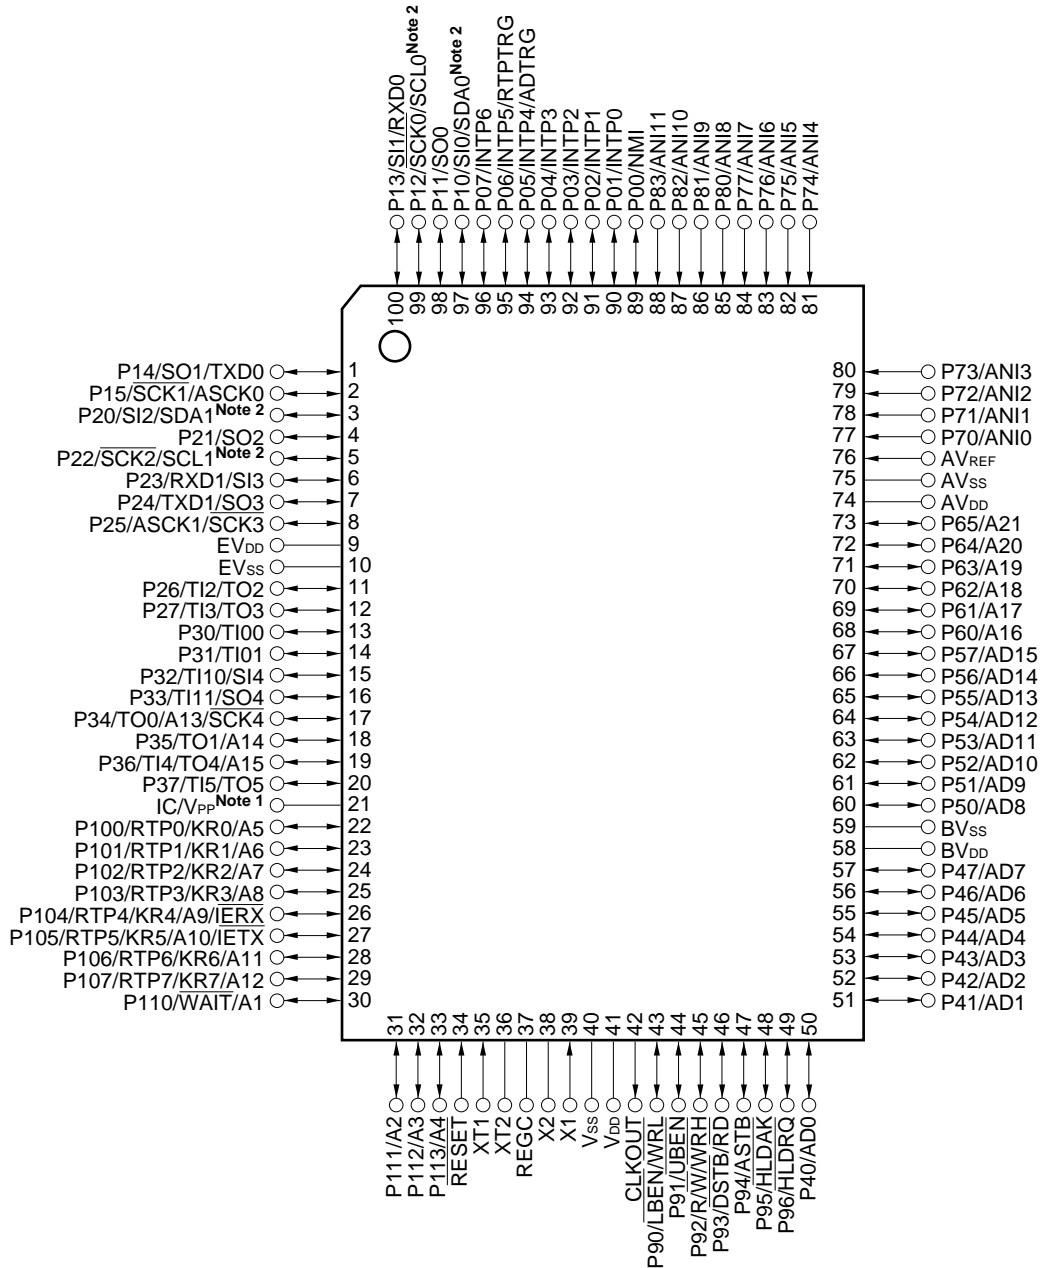 P13/SI1/RXD0
P12/SCK0/SCL0Note 2
P11/SO0
P10/SI0/SDA0Note 2
P07/INTP6
P06/INTP5/RTPTRG
P05/INTP4/ADTRG
P04/INTP3
P03/INTP2
P02/INTP1
P01/INTP0
P00/NMI
P83/ANI11
P82/ANI10
P81/ANI9
P80/ANI8
P77/ANI7
P76/ANI6
P75/ANI5
P74/ANI4
100 99 98 97 96 95 94 93 92 91 90 89 88 87 86 85 84 83 82 81
P14/SO1/TXD0 1
P15/SCK1/ASCK0 2
P20/SI2/SDA1Note 2 3
P21/SO2 4
P22/SCK2/SCL1Note 2 5
P23/RXD1/SI3 6
P24/TXD1/SO3 7
P25/ASCK1/SCK3 8
EVDD 9
EVSS 10
P26/TI2/TO2 11
P27/TI3/TO3 12
P30/TI00 13
P31/TI01 14
P32/TI10/SI4 15
P33/TI11/SO4 16
P34/TO0/A13/SCK4 17
P35/TO1/A14 18
P36/TI4/TO4/A15 19
P37/TI5/TO5 20
IC/VPPNote 1 21
P100/RTP0/KR0/A5 22
P101/RTP1/KR1/A6 23
P102/RTP2/KR2/A7 24
P103/RTP3/KR3/A8 25
P104/RTP4/KR4/A9/IERX 26
P105/RTP5/KR5/A10/IETX 27
P106/RTP6/KR6/A11 28
P107/RTP7/KR7/A12 29
P110/WAIT/A1 30
80 P73/ANI3
79 P72/ANI2
78 P71/ANI1
77 P70/ANI0
76 AVREF
75 AVSS
74 AVDD
73 P65/A21
72 P64/A20
71 P63/A19
70 P62/A18
69 P61/A17
68 P60/A16
67 P57/AD15
66 P56/AD14
65 P55/AD13
64 P54/AD12
63 P53/AD11
62 P52/AD10
61 P51/AD9
60 P50/AD8
59 BVSS
58 BVDD
57 P47/AD7
56 P46/AD6
55 P45/AD5
54 P44/AD4
53 P43/AD3
52 P42/AD2
51 P41/AD1
31 32 33 34 35 36 37 38 39 40 41 42 43 44 45 46 47 48 49 50
P111/A2
P112/A3
P113/A4
RESET
XT1
XT2
REGC
X2
X1
VSS
VDD
CLKOUT
P90/LBEN/WRL
P91/UBEN
P92/R/W/WRH
P93/DSTB/RD
P94/ASTB
P95/HLDAK
P96/HLDRQ
P40/AD0